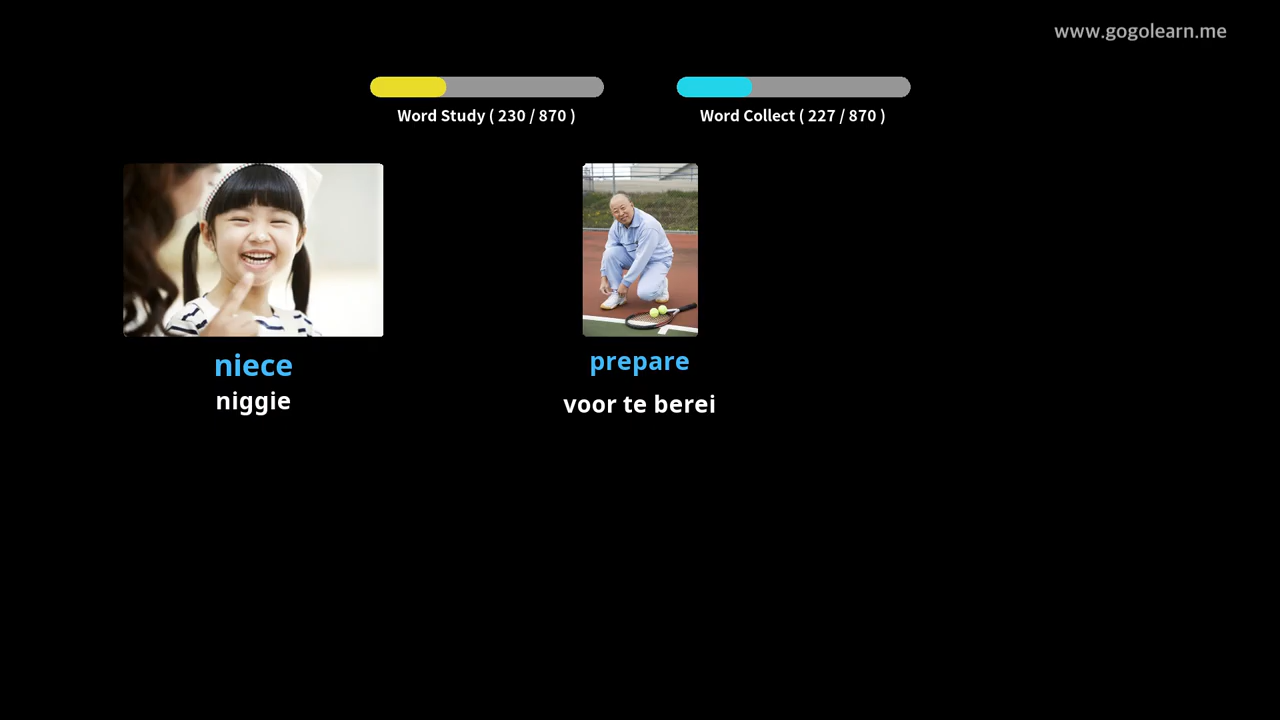 www.gogolearn.me
Word Study ( 230 / 870 )
Word Collect ( 227 / 870 )
niece
niggie
prepare
voor te berei